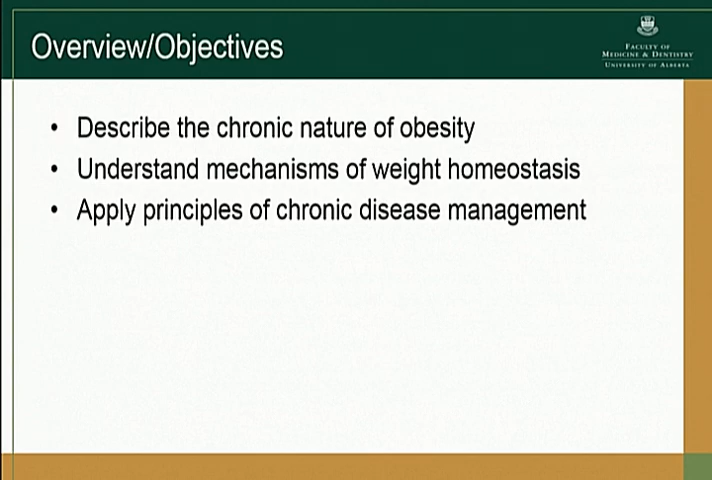 Overview/Objectives
FACULTY OF
MEDICINE & DENTISTRY
UNIVERSITY OF ALBERTA
• Describe the chronic nature of obesity
• Understand mechanisms of weight homeostasis
• Apply principles of chronic disease management